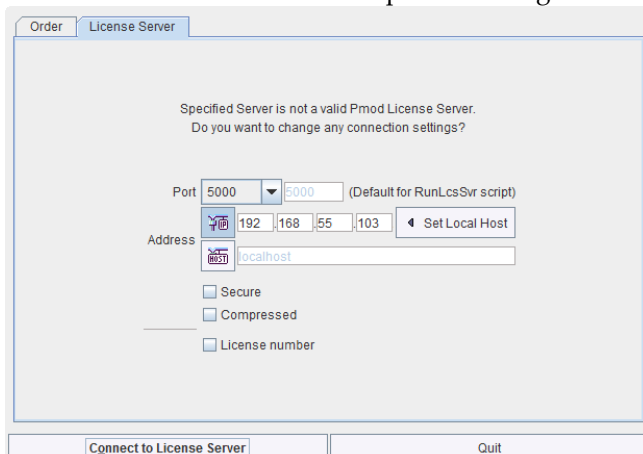 Order License Server
Specified Server is not a valid Pmod License Server.
Do you want to change any connection settings?
Port 5000 5000 (Default for RunLcsSvr script)
IP 192 .168 .55 .103 Set Local Host
Address
HOST localhost
Secure
Compressed
License number
Connect to License Server Quit